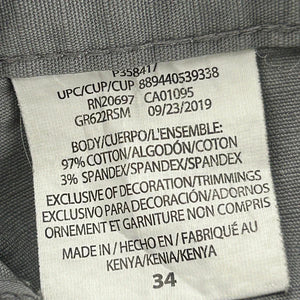 P358417
UPC/CUP/CUP 889440539338
RN20697 CA01095
GR622RSM 09/23/2019
BODY/CUERPO/L'ENSEMBLE:
97% COTTON/ALGODÓN/COTON
3% SPANDEX/SPANDEX/SPANDEX
EXCLUSIVE OF DECORATION/TRIMMINGS
EXCLUSIVO PARA DECORACIÓN/ADORNOS
ORNEMENT ET GARNITURE NON COMPRIS
MADE IN / HECHO EN / FABRIQUÉ AU
KENYA/KENIA/KENYA
34